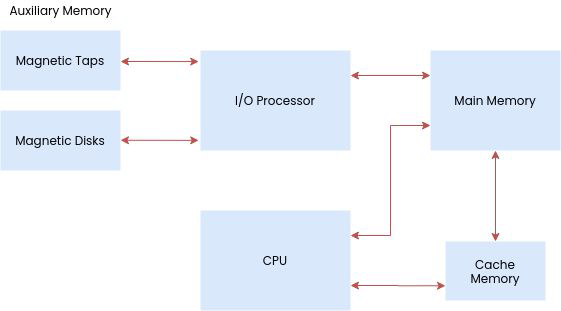 Auxiliary Memory
Magnetic Taps
I/O Processor
Main Memory
Magnetic Disks
CPU
Cache
Memory